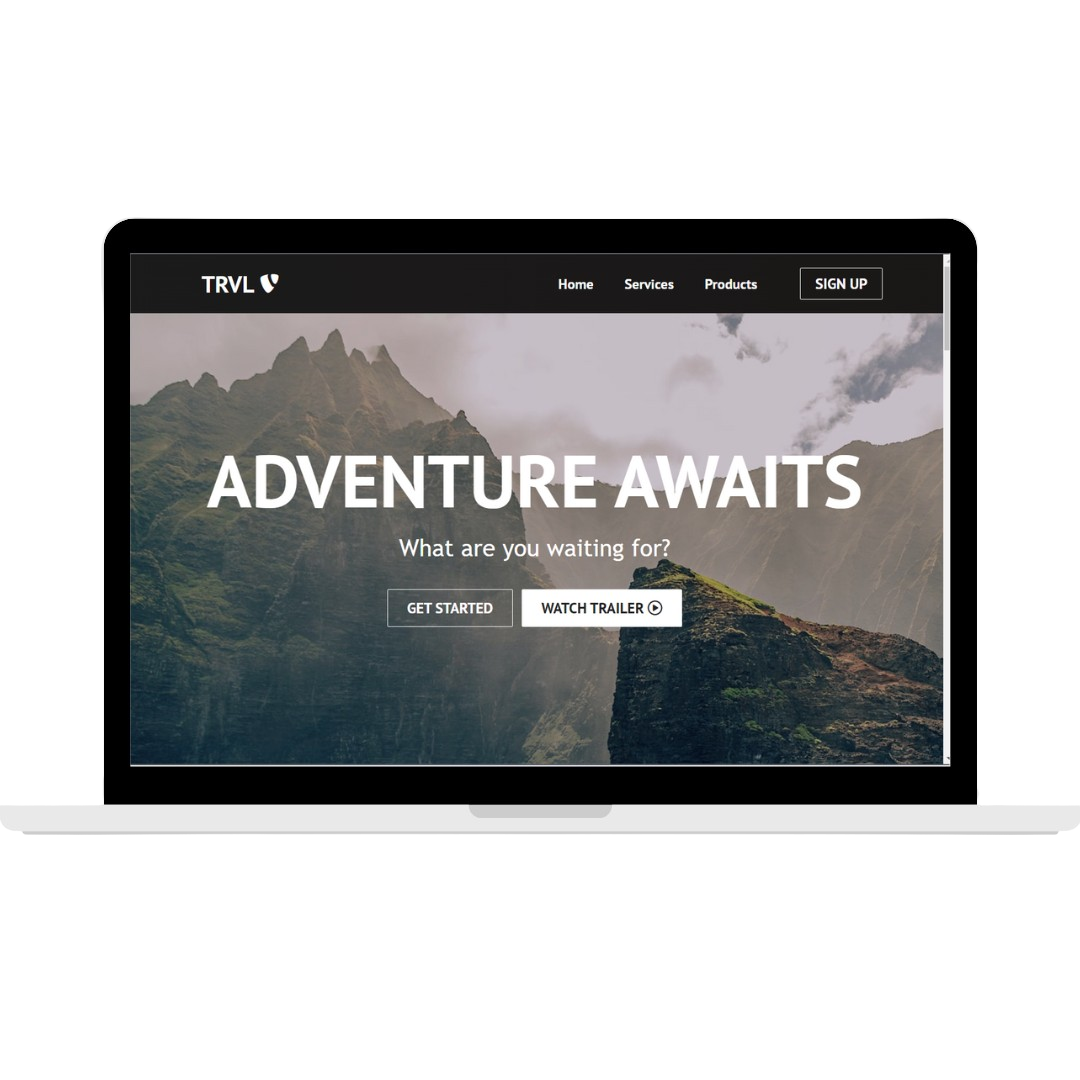 TRVL
Home Services Products SIGN UP
ADVENTURE AWAITS
What are you waiting for?
GET STARTED WATCH TRAILER